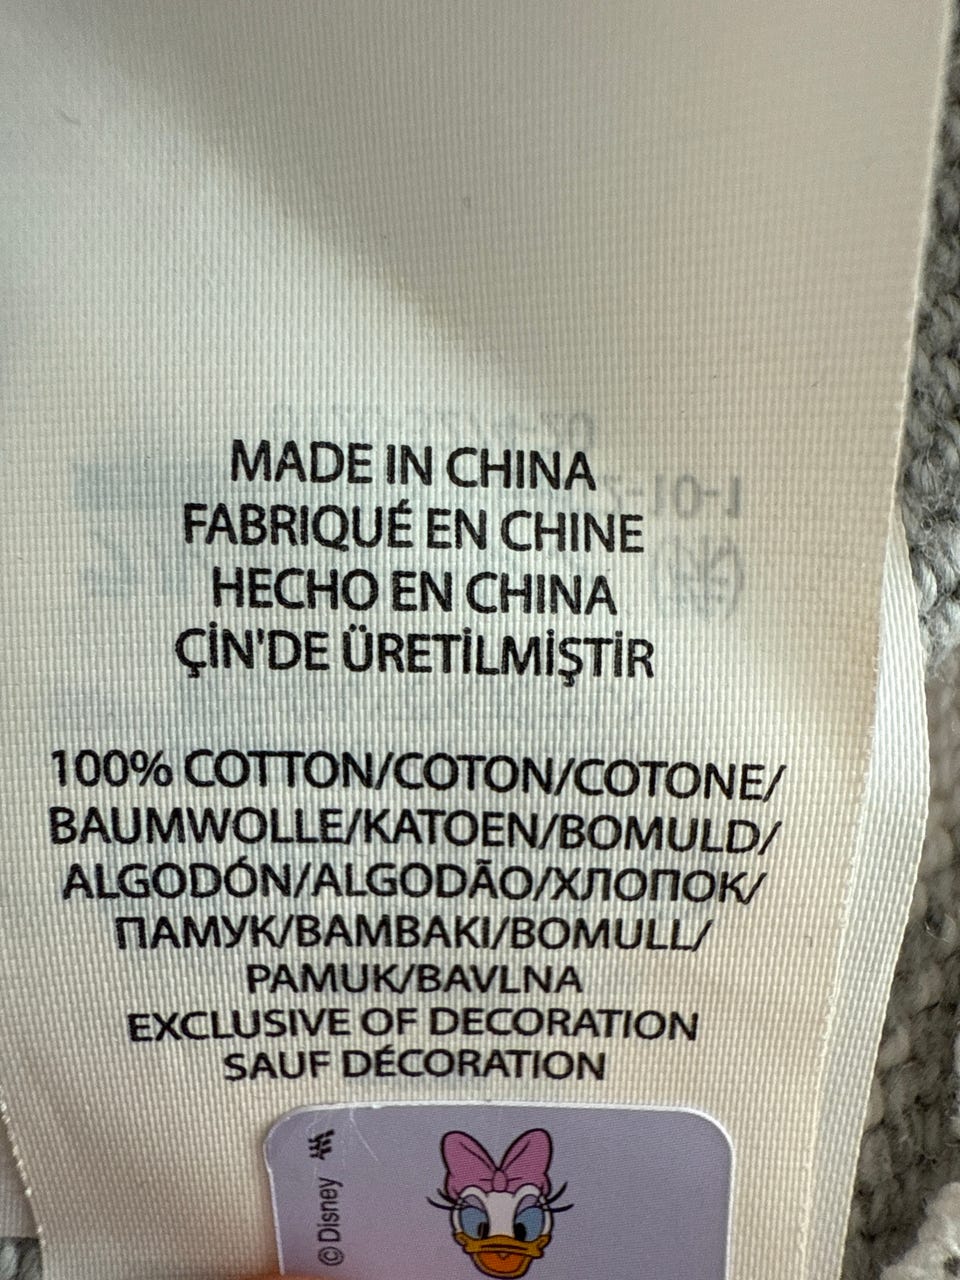 MADE IN CHINA
FABRIQUÉ EN CHINE
HECHO EN CHINA
ÇİN'DE ÜRETİLMİŞTİR
100% COTTON/COTON/COTONE/
BAUMWOLLE/KATOEN/BOMULD/
ALGODÓN/ALGODÃO/ХЛОПОК/
ПАМУК/BAMBAKI/BOMULL/
PAMUK/BAVLNA
EXCLUSIVE OF DECORATION
SAUF DÉCORATION
© Disney